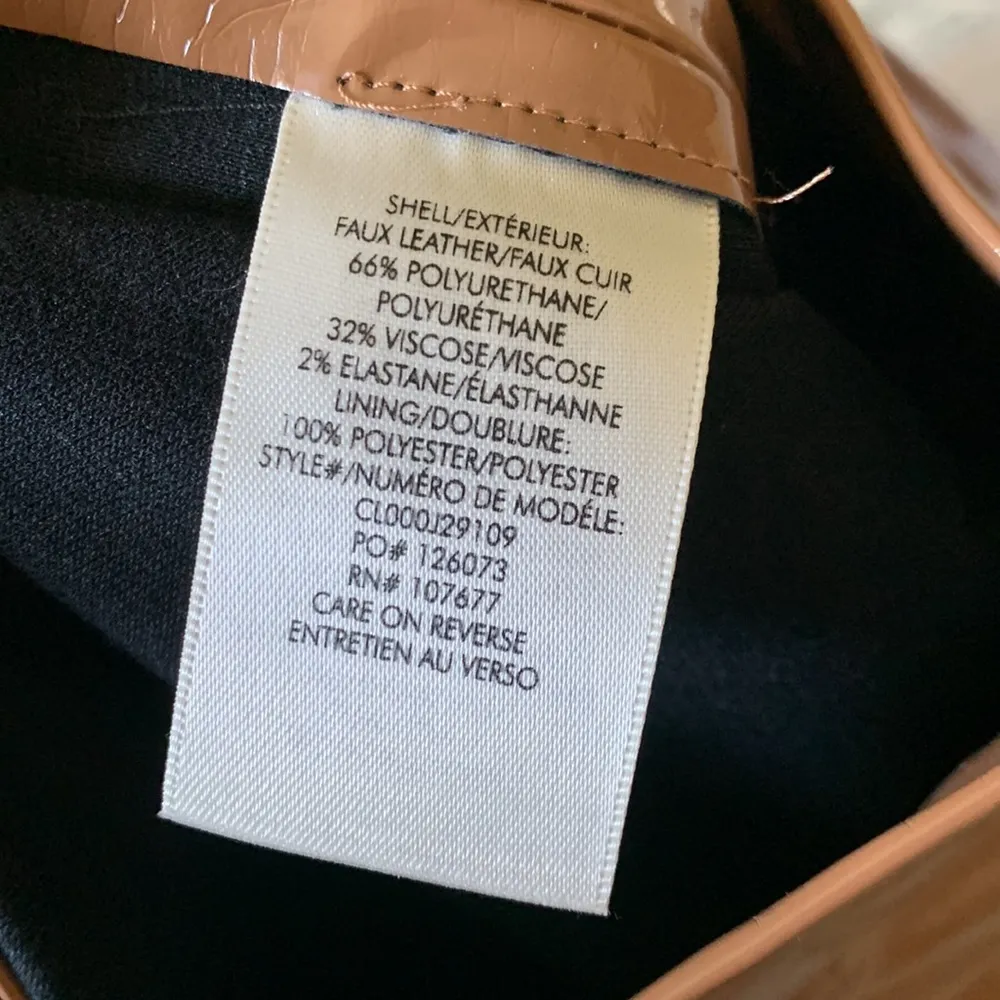 SHELL/EXTÉRIEUR:
FAUX LEATHER/FAUX CUIR
66% POLYURETHANE/
POLYURÉTHANE
32% VISCOSE/VISCOSE
2% ELASTANE/ÉLASTHANNE
LINING/DOUBLURE:
100% POLYESTER/POLYESTER
STYLE#/NUMÉRO DE MODÉLE:
CL000J29109
PO# 126073
RN# 107677
CARE ON REVERSE
ENTRETIEN AU VERSO